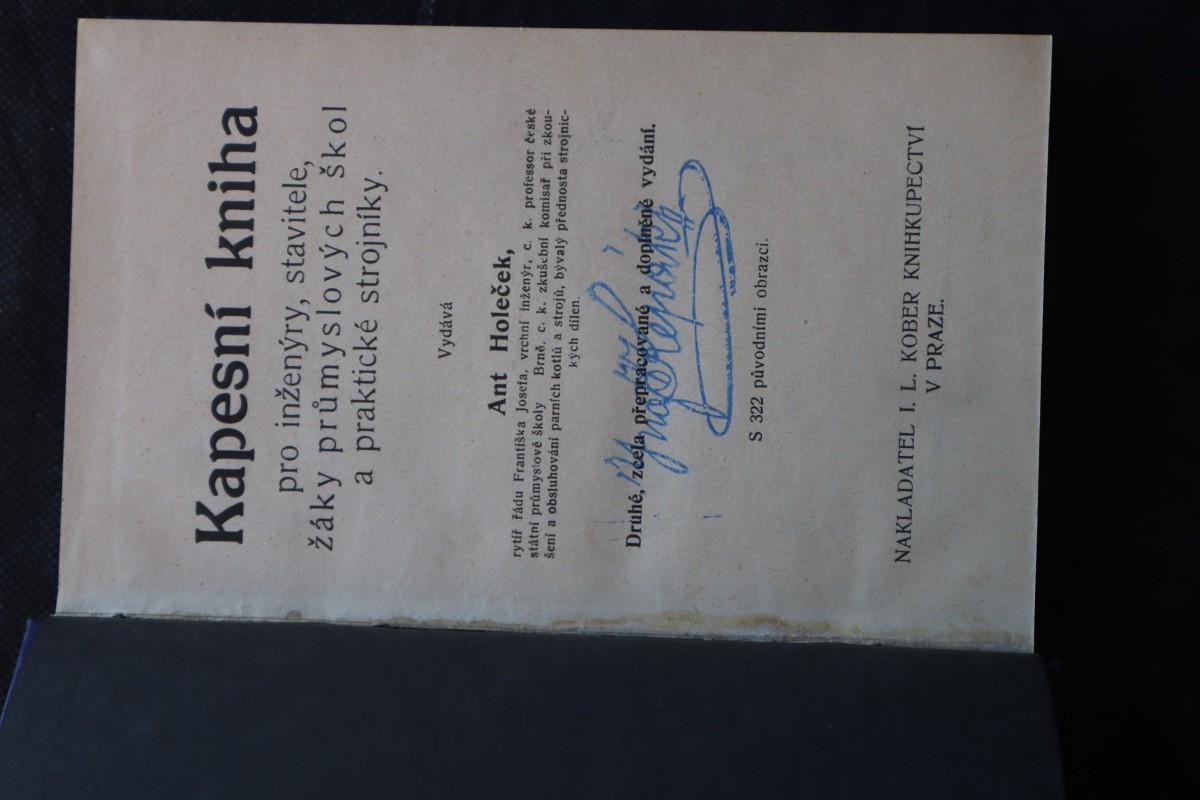 Kapesní kniha
pro inženýry, stavitele,
žáky průmyslových škol
a praktické strojníky.
Vydává
Ant Holeček,
rytíř řádu Františka Josefa, vrchní inženýr, c. k. professor české
státní průmyslové školy Brně, c. k. zkušební komisař při zkou-
šení a obsluhování parních kotlů a strojů, bývalý přednosta strojnic-
kých dílen.
Druhé, zcela přepracované a doplněné vydání.
S 322 původními obrazci.
NAKLADATEL I. L. KOBER KNIHKUPECTVÍ
V PRAZE.